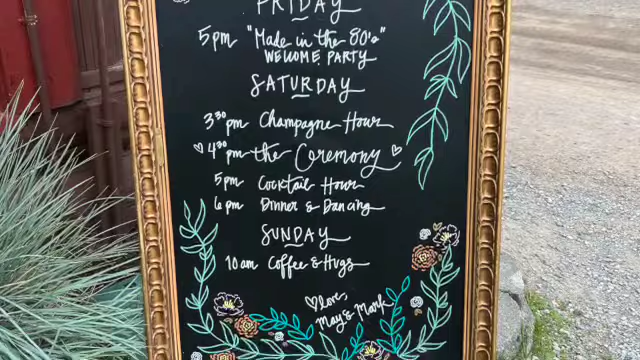 FRIDAY
5pm "Made in the 80's"
WELCOME PARTY
SATURDAY
3:30 pm Champagne Hour
4:30 pm the Ceremony
5pm Cocktail Hour
6pm Dinner & Dancing
SUNDAY
10am Coffee & Hugs
love,
May & Mark